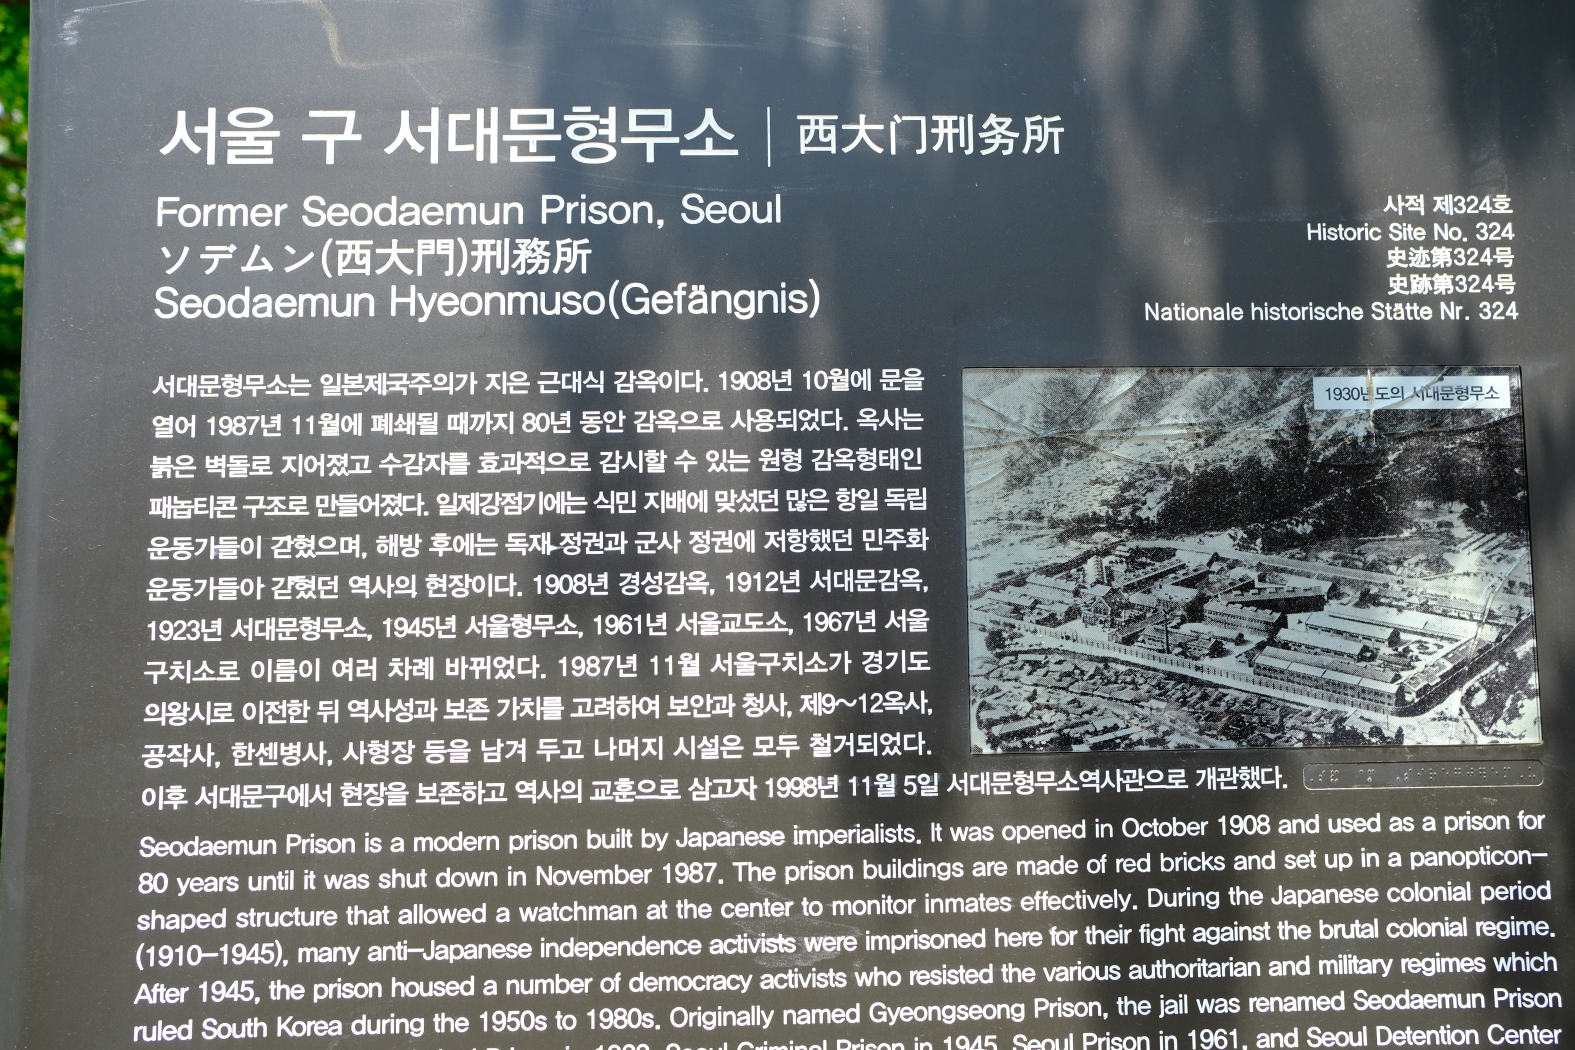 서울 구 서대문형무소 | 西大门刑务所
Former Seodaemun Prison, Seoul
ソデムン(西大門)刑務所
Seodaemun Hyeonmuso(Gefängnis)
사적 제324호
Historic Site No. 324
史迹第324号
史跡第324号
Nationale historische Stätte Nr. 324
서대문형무소는 일본제국주의가 지은 근대식 감옥이다. 1908년 10월에 문을
열어 1987년 11월에 폐쇄될 때까지 80년 동안 감옥으로 사용되었다. 옥사는
붉은 벽돌로 지어졌고 수감자를 효과적으로 감시할 수 있는 원형 감옥형태인
패놉티콘 구조로 만들어졌다. 일제강점기에는 식민 지배에 맞섰던 많은 항일 독립
운동가들이 갇혔으며, 해방 후에는 독재 정권과 군사 정권에 저항했던 민주화
운동가들아 갇혔던 역사의 현장이다. 1908년 경성감옥, 1912년 서대문감옥,
1923년 서대문형무소, 1945년 서울형무소, 1961년 서울교도소, 1967년 서울
구치소로 이름이 여러 차례 바뀌었다. 1987년 11월 서울구치소가 경기도
의왕시로 이전한 뒤 역사성과 보존 가치를 고려하여 보안과 청사, 제9~12옥사,
공작사, 한센병사, 사형장 등을 남겨 두고 나머지 시설은 모두 철거되었다.
이후 서대문구에서 현장을 보존하고 역사의 교훈으로 삼고자 1998년 11월 5일 서대문형무소역사관으로 개관했다.
1930년도의 서대문형무소
Seodaemun Prison is a modern prison built by Japanese imperialists. It was opened in October 1908 and used as a prison for
80 years until it was shut down in November 1987. The prison buildings are made of red bricks and set up in a panopticon-
shaped structure that allowed a watchman at the center to monitor inmates effectively. During the Japanese colonial period
(1910-1945), many anti-Japanese independence activists were imprisoned here for their fight against the brutal colonial regime.
After 1945, the prison housed a number of democracy activists who resisted the various authoritarian and military regimes which
ruled South Korea during the 1950s to 1980s. Originally named Gyeongseong Prison, the jail was renamed Seodaemun Prison
Seoul Criminal Prison in 1945, Seoul Prison in 1961, and Seoul Detention Center